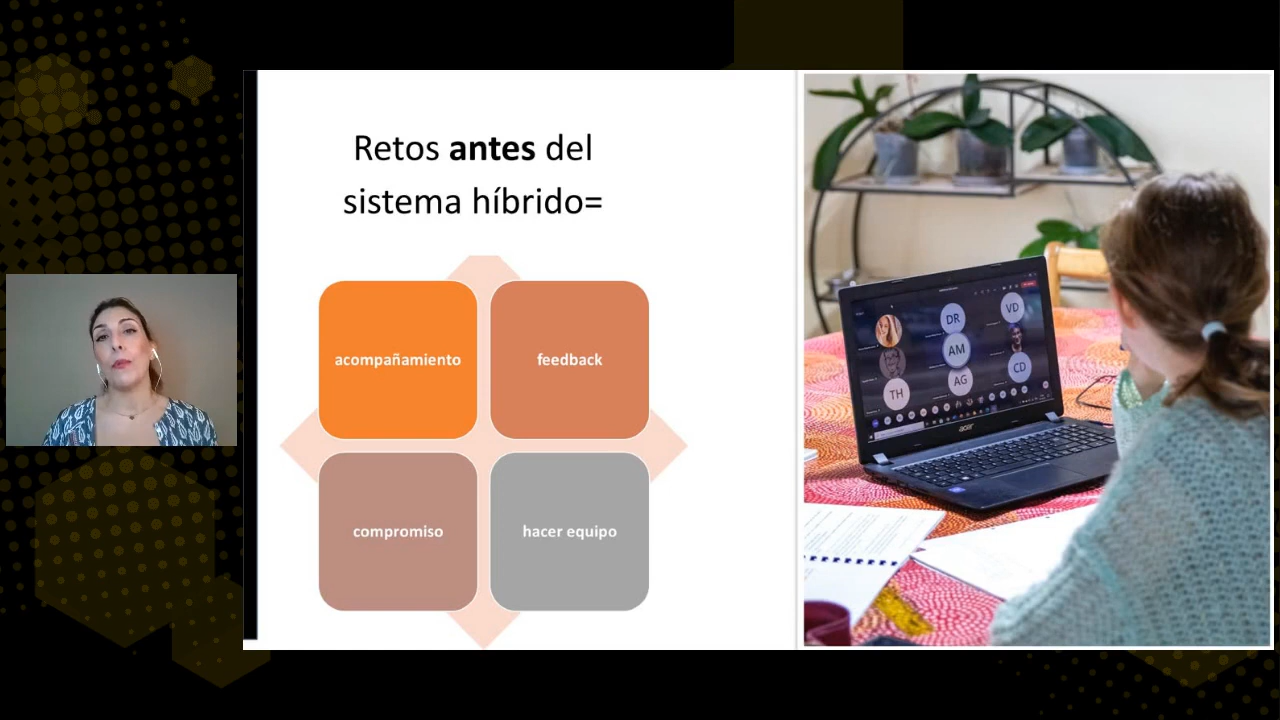 Retos antes del
sistema híbrido=
acompañamiento
feedback
compromiso
hacer equipo
DR
VD
AM
TH
AG
CD
acer